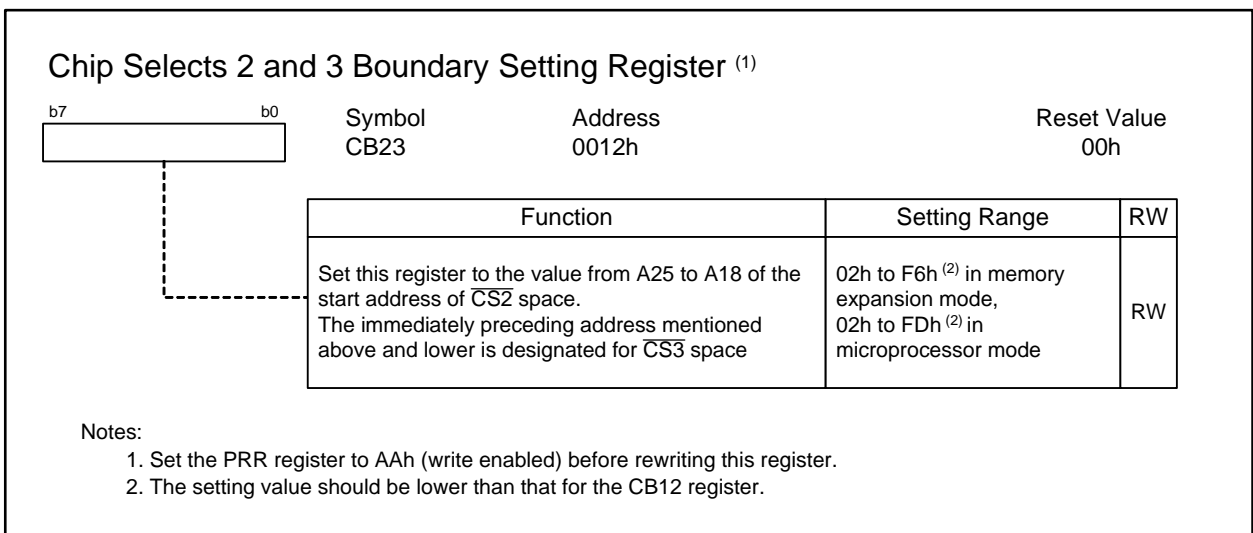 Chip Selects 2 and 3 Boundary Setting Register (1)
b7 b0 Symbol Address Reset Value
CB23 0012h 00h
Function Setting Range RW
Set this register to the value from A25 to A18 of the
start address of CS2 space.
The immediately preceding address mentioned
above and lower is designated for CS3 space
02h to F6h (2) in memory
expansion mode,
02h to FDh (2) in
microprocessor mode
RW
Notes:
1. Set the PRR register to AAh (write enabled) before rewriting this register.
2. The setting value should be lower than that for the CB12 register.